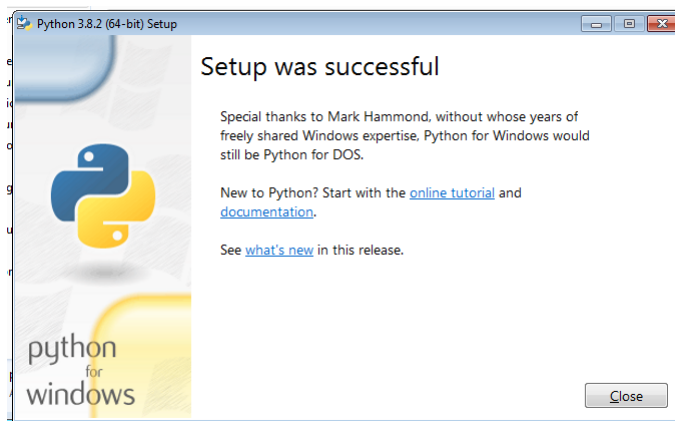 Python 3.8.2 (64-bit) Setup
Setup was successful
Special thanks to Mark Hammond, without whose years of
freely shared Windows expertise, Python for Windows would
still be Python for DOS.
New to Python? Start with the online tutorial and
documentation.
See what's new in this release.
python
for
windows
Close